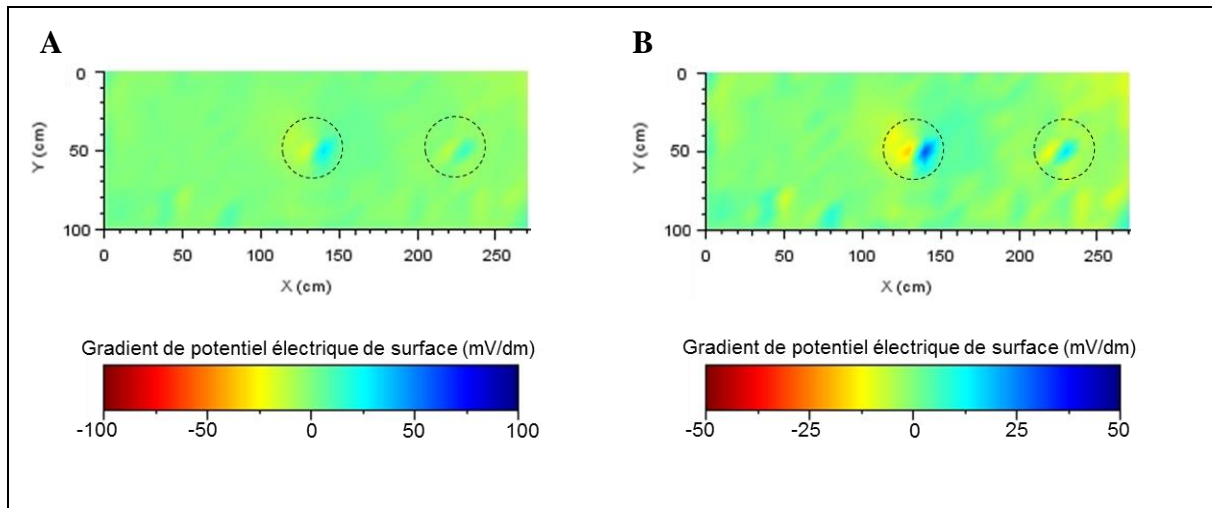 A
B
0
50
100
Y (cm)
0 50 100 150 200 250
X (cm)
0
50
100
Y (cm)
0 50 100 150 200 250
X (cm)
Gradient de potentiel électrique de surface (mV/dm)
-100 -50 0 50 100
Gradient de potentiel électrique de surface (mV/dm)
-50 -25 0 25 50